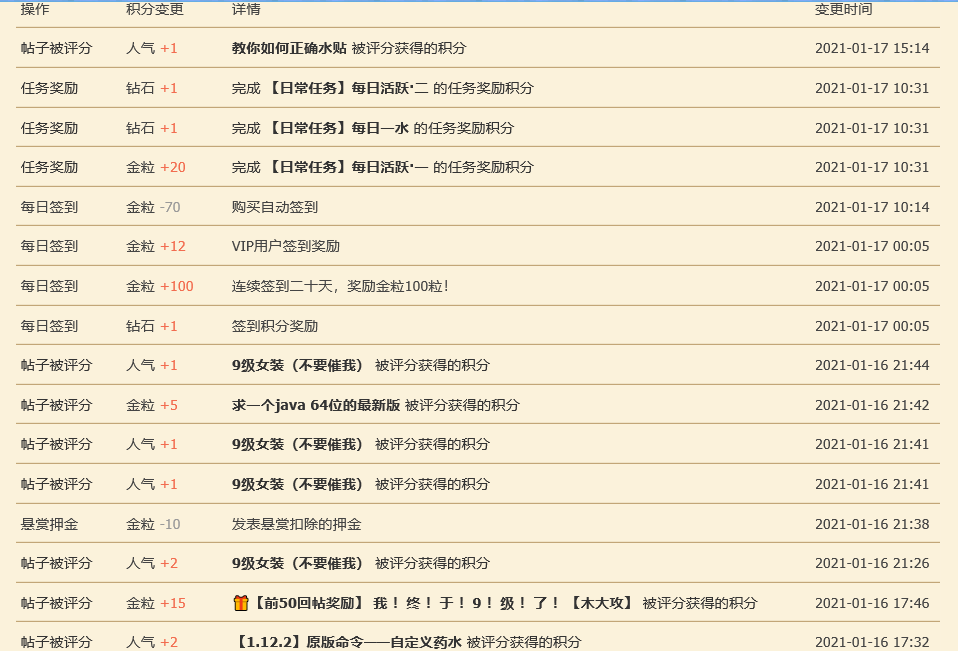 操作 积分变更 详情 变更时间
帖子被评分 人气 +1 教你如何正确水贴 被评分获得的积分 2021-01-17 15:14
任务奖励 钻石 +1 完成 【日常任务】每日活跃·二 的任务奖励积分 2021-01-17 10:31
任务奖励 钻石 +1 完成 【日常任务】每日一水 的任务奖励积分 2021-01-17 10:31
任务奖励 金粒 +20 完成 【日常任务】每日活跃·一 的任务奖励积分 2021-01-17 10:31
每日签到 金粒 -70 购买自动签到 2021-01-17 10:14
每日签到 金粒 +12 VIP用户签到奖励 2021-01-17 00:05
每日签到 金粒 +100 连续签到二十天，奖励金粒100粒！ 2021-01-17 00:05
每日签到 钻石 +1 签到积分奖励 2021-01-17 00:05
帖子被评分 人气 +1 9级女装（不要催我） 被评分获得的积分 2021-01-16 21:44
帖子被评分 金粒 +5 求一个java 64位的最新版 被评分获得的积分 2021-01-16 21:42
帖子被评分 人气 +1 9级女装（不要催我） 被评分获得的积分 2021-01-16 21:41
帖子被评分 人气 +1 9级女装（不要催我） 被评分获得的积分 2021-01-16 21:41
悬赏押金 金粒 -10 发表悬赏扣除的押金 2021-01-16 21:38
帖子被评分 人气 +2 9级女装（不要催我） 被评分获得的积分 2021-01-16 21:26
帖子被评分 金粒 +15 【前50回帖奖励】 我！终！于！9！级！了！【木大攻】 被评分获得的积分 2021-01-16 17:46
帖子被评分 人气 +2 【1.12.2】原版命令——自定义药水 被评分获得的积分 2021-01-16 17:32